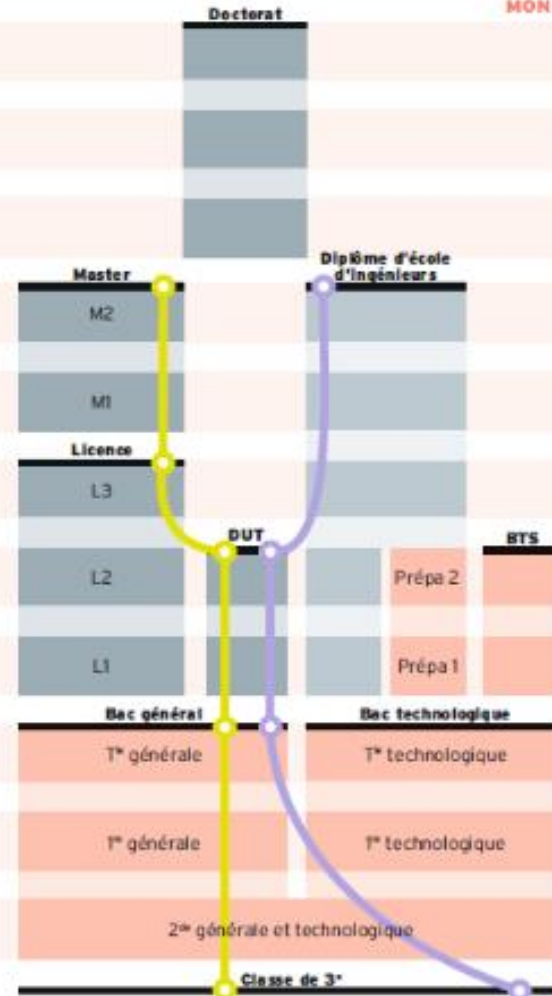 MON
Doctorat
Diplôme d'école
d'ingénieurs
Master
M2
M1
Licence
L3
DUT
BTS
L2
Prépa 2
L1
Prépa 1
Bac général
Bac technologique
Tle générale
Tle technologique
1re générale
1re technologique
2de générale et technologique
Classe de 3e